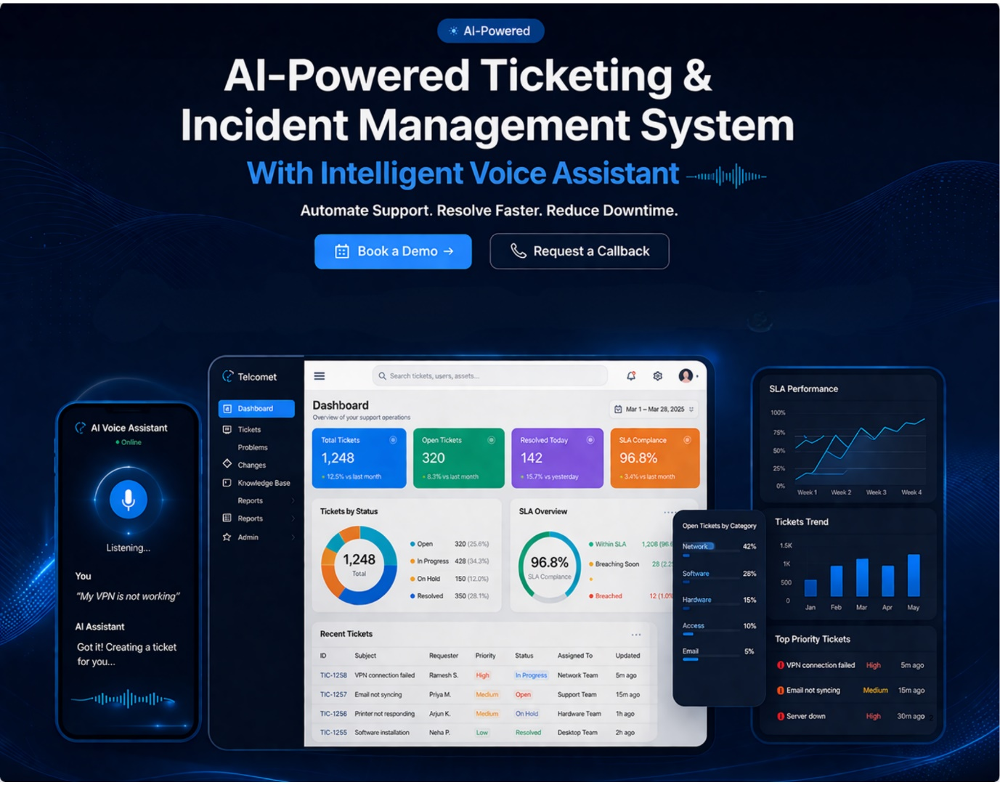 AI-Powered
AI-Powered Ticketing &
Incident Management System
With Intelligent Voice Assistant
Automate Support. Resolve Faster. Reduce Downtime.
Book a Demo →
Request a Callback
AI Voice Assistant
Online
Listening...
You
“My VPN is not working”
AI Assistant
Got it! Creating a ticket
for you...
Telcomet
Dashboard
Tickets
Problems
Changes
Knowledge Base
Reports
Reports
Admin
Search tickets, users, assets...
Dashboard
Overview of your support operations
Mar 1 – Mar 28, 2025
Total Tickets
1,248
12.5% vs last month
Open Tickets
320
8.3% vs last month
Resolved Today
142
15.7% vs yesterday
SLA Complance
96.8%
3.4% vs last month
Tickets by Status
1,248
Total
Open 320 (25.6%)
In Progress 428 (34.3%)
On Hold 150 (12.0%)
Resolved 350 (28.1%)
SLA Overview
96.8%
SLA Complance
Within SLA 1,208 (96.6
Breaching Soon 28 (2.2
Breached 12 (1.0%
Recent Tickets
ID Subject Requester Priority Status Assigned To Updated
TIC-1258 VPN connection failed Ramesh S. High In Progress Network Team 5m ago
TIC-1257 Email not syncing Priya M. Medium Open Support Team 15m ago
TIC-1256 Printer not responding Arjun K. Medium On Hold Hardware Team 1h ago
TIC-1255 Software installation Neha P. Low Resolved Desktop Team 2h ago
Open Tickets by Category
Network 42%
Software 28%
Hardware 15%
Access 10%
Email 5%
SLA Performance
100%
75%
50%
25%
0%
Week 1 Week 2 Week 3 Week 4
Tickets Trend
1.5K
1K
500
0
Jan Feb Mar Apr May
Top Priority Tickets
VPN connection failed High 5m ago
Email not syncing Medium 15m ago
Server down High 30m ago